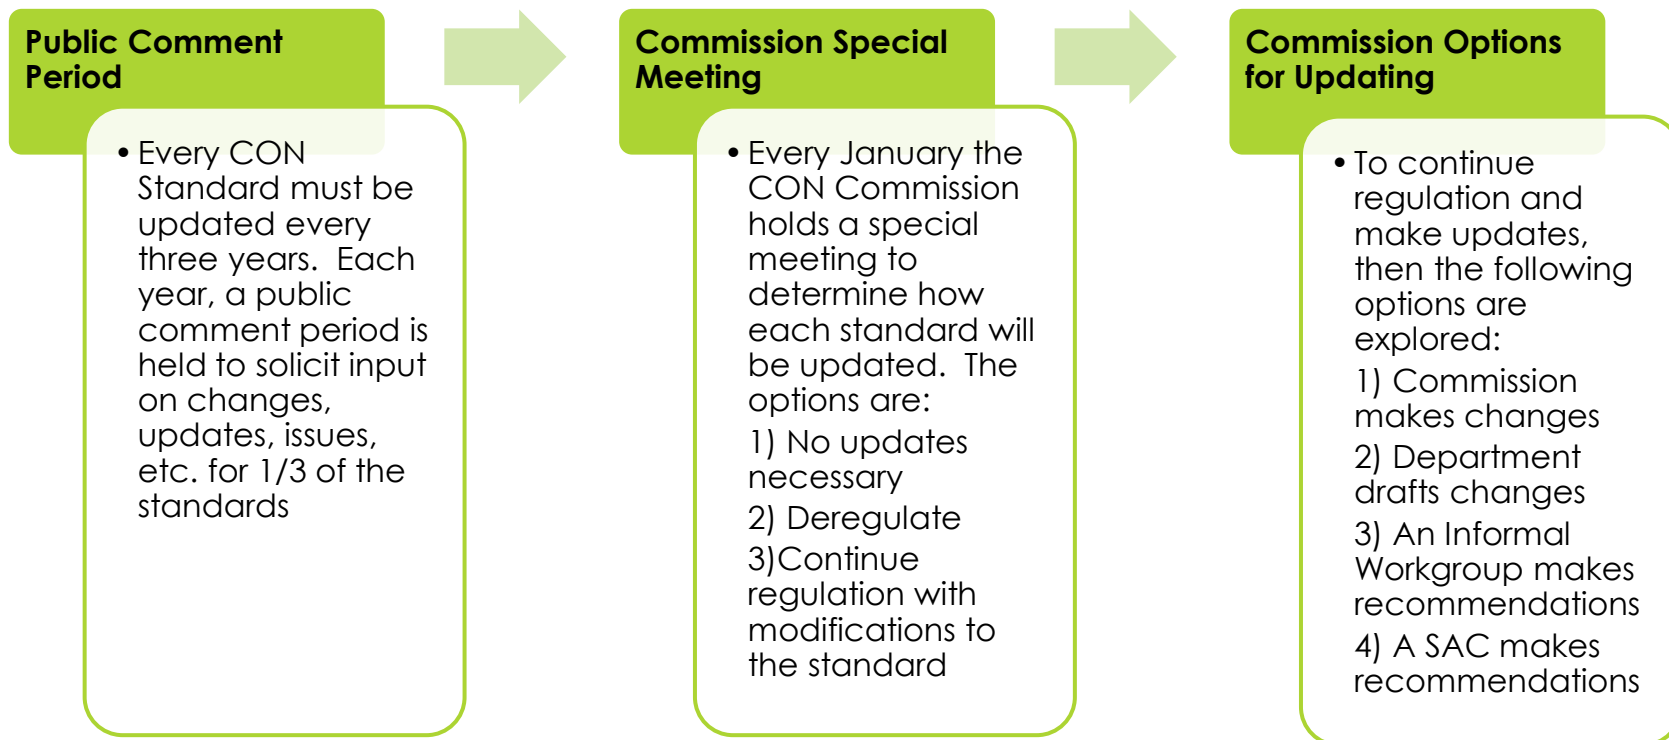 Public Comment
Period
• Every CON
Standard must be
updated every
three years.  Each
year, a public
comment period is
held to solicit input
on changes,
updates, issues,
etc. for 1/3 of the
standards
Commission Special
Meeting
• Every January the
CON Commission
holds a special
meeting to
determine how
each standard will
be updated.  The
options are:
1) No updates
necessary
2) Deregulate
3)Continue
regulation with
modifications to
the standard
Commission Options
for Updating
• To continue
regulation and
make updates,
then the following
options are
explored:
1) Commission
makes changes
2) Department
drafts changes
3) An Informal
Workgroup makes
recommendations
4) A SAC makes
recommendations